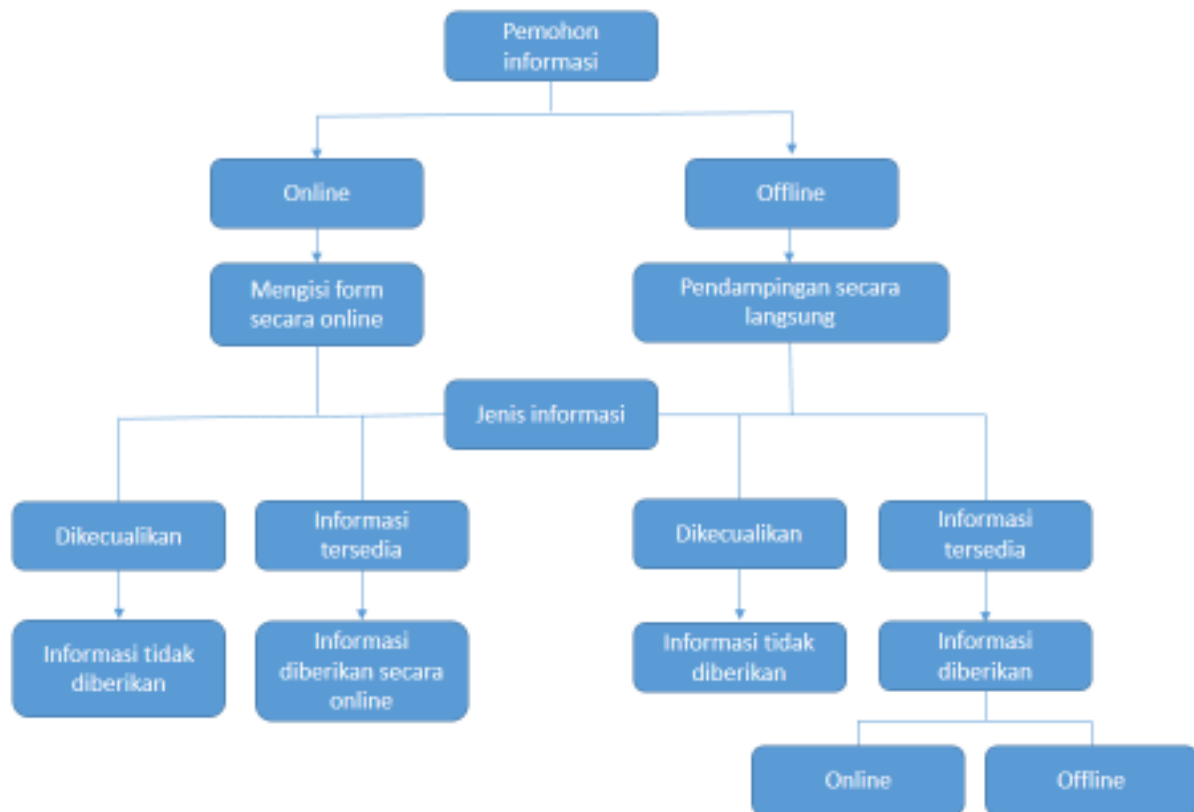 Pemohon
informasi
Online
Offline
Mengisi form
secara online
Pendampingan secara
langsung
Jenis informasi
Dikecualikan
Informasi
tersedia
Dikecualikan
Informasi
tersedia
Informasi tidak
diberikan
Informasi
diberikan secara
online
Informasi tidak
diberikan
Informasi
diberikan
Online
Offline